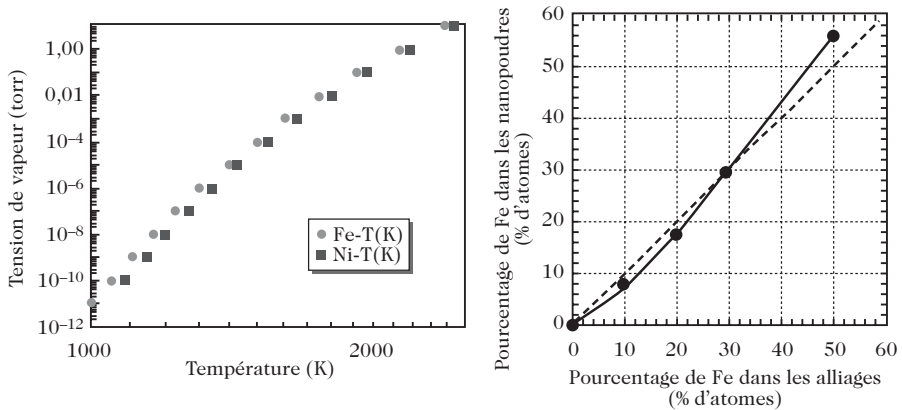 Tension de vapeur (torr)
1,00
0,01
10–4
10–6
10–8
10–10
10–12
1000
2000
Température (K)
Fe-T(K)
Ni-T(K)
Pourcentage de Fe dans les nanopoudres
(% d'atomes)
60
50
40
30
20
10
0
0 10 20 30 40 50 60
Pourcentage de Fe dans les alliages
(% d'atomes)